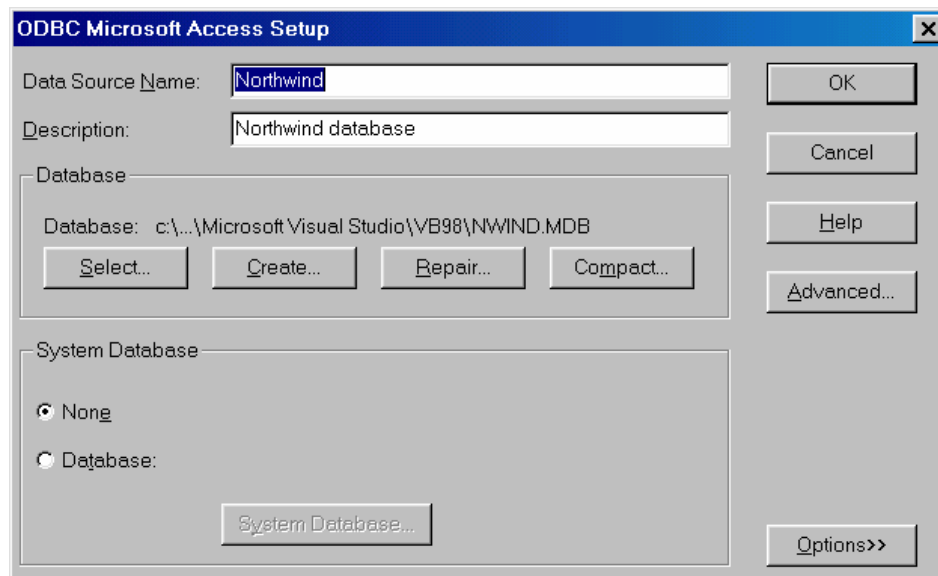 ODBC Microsoft Access Setup
Data Source Name: Northwind
OK
Description: Northwind database
Cancel
Database
Database: c:\...\Microsoft Visual Studio\VB98\NWIND.MDB
Help
Select... Create... Repair... Compact...
Advanced...
System Database
None
Database:
System Database...
Options>>